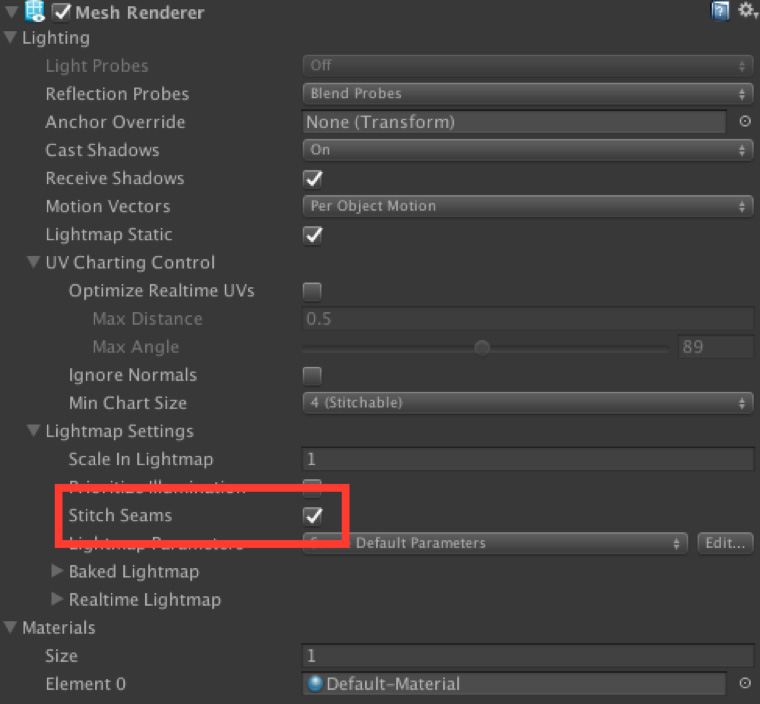 Mesh Renderer
Lighting
Light Probes Off
Reflection Probes Blend Probes
Anchor Override None (Transform)
Cast Shadows On
Receive Shadows
Motion Vectors Per Object Motion
Lightmap Static
UV Charting Control
Optimize Realtime UVs
Max Distance 0.5
Max Angle 89
Ignore Normals
Min Chart Size 4 (Stitchable)
Lightmap Settings
Scale In Lightmap 1
Prioritize Illumination
Stitch Seams
Lightmap Parameters Default Parameters Edit...
Baked Lightmap
Realtime Lightmap
Materials
Size 1
Element 0 Default-Material